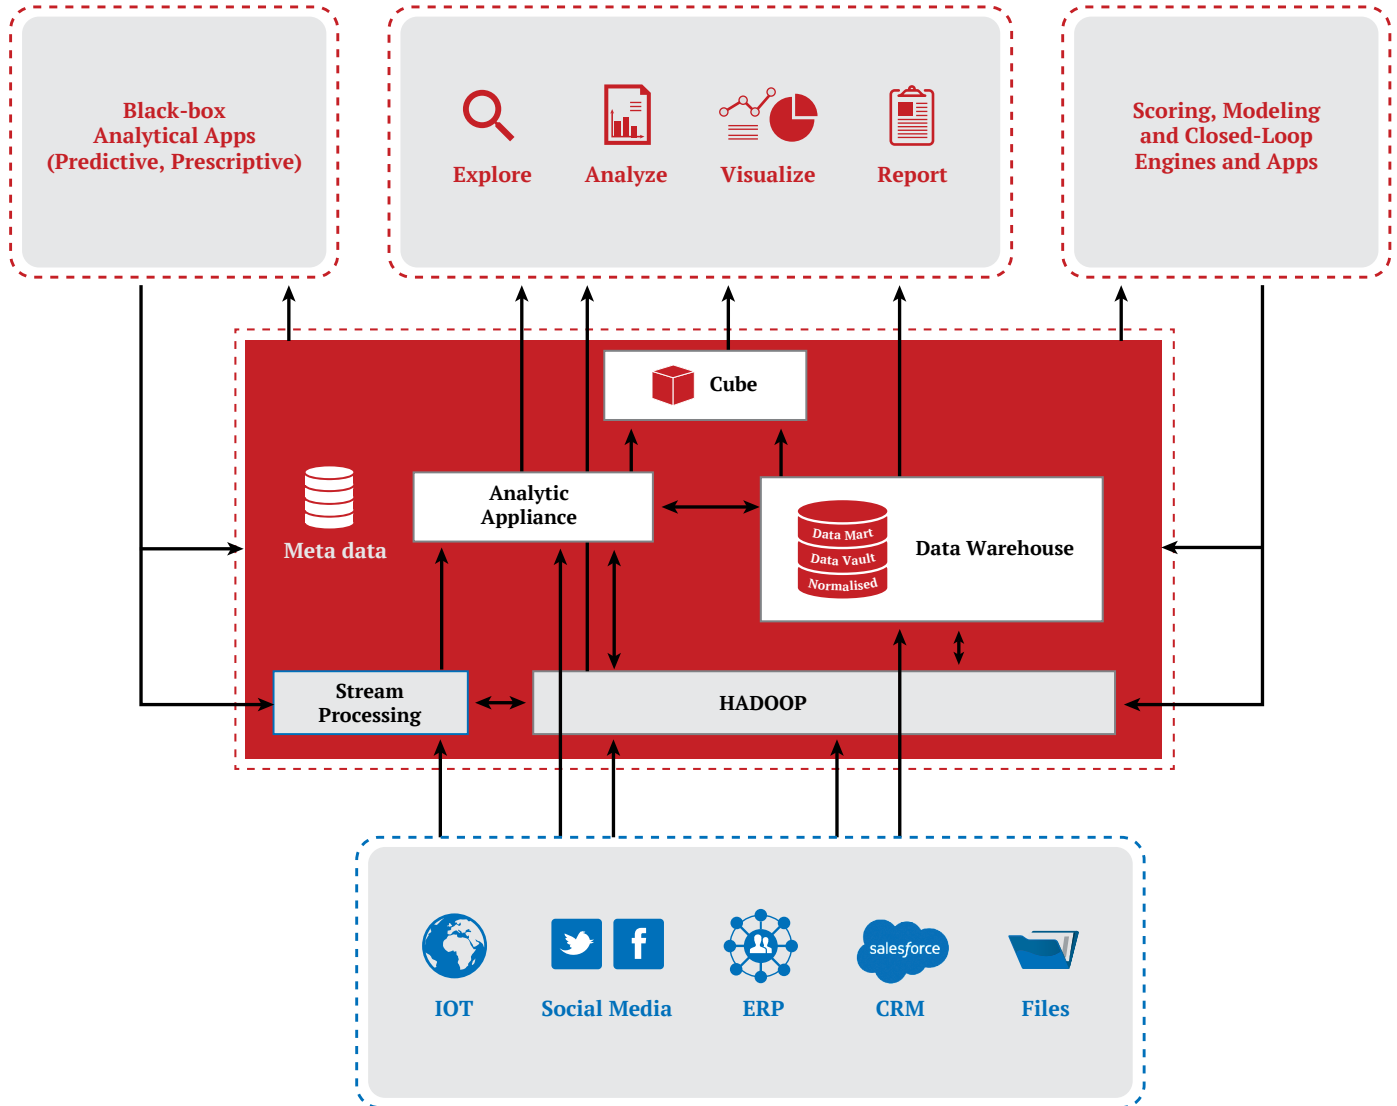 Black-box
Analytical Apps
(Predictive, Prescriptive)
Explore
Analyze
Visualize
Report
Scoring, Modeling
and Closed-Loop
Engines and Apps
Cube
Meta data
Analytic
Appliance
Data Mart
Data Vault
Normalised
Data Warehouse
Stream
Processing
HADOOP
f
salesforce
IOT
Social Media
ERP
CRM
Files